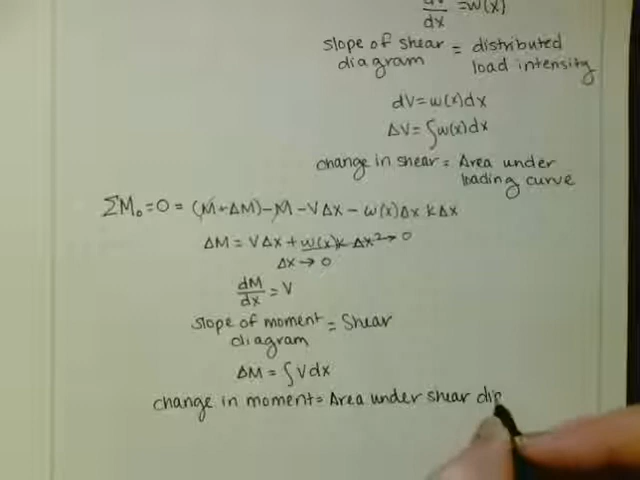 dV/dx = w(x)
slope of shear diagram = distributed load intensity
dV = w(x)dx
ΔV = ∫w(x)dx
change in shear = Area under loading curve
ΣM₀ = 0 = (M + ΔM) - M - VΔx - w(x)Δx kΔx
ΔM = VΔx + w(x)k Δx² → 0
Δx → 0
dM/dx = V
slope of moment diagram = Shear
ΔM = ∫Vdx
change in moment = Area under shear di